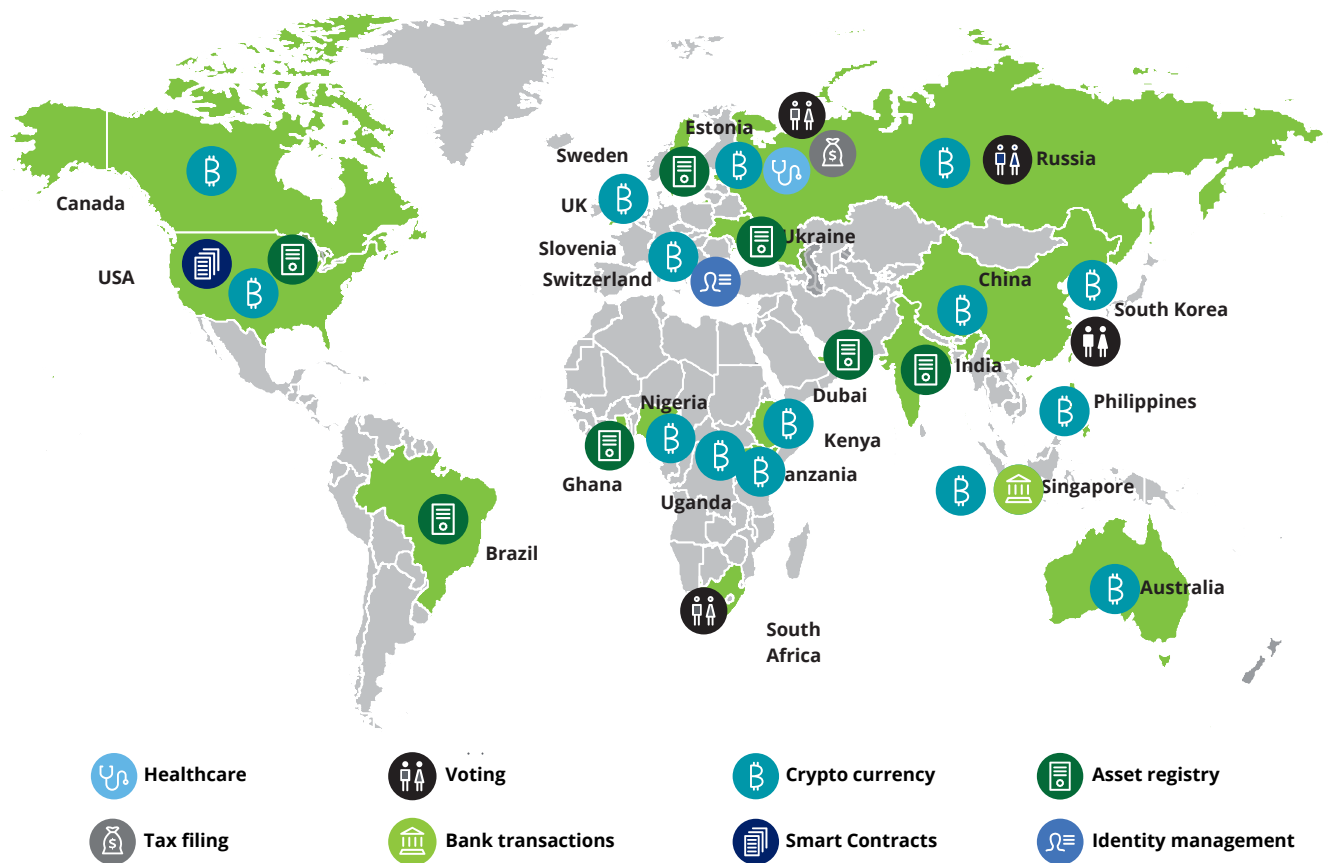 Estonia
Sweden
Russia
Canada
UK
Ukraine
Slovenia
USA
Switzerland
China
South Korea
India
Dubai
Nigeria
Philippines
Kenya
anzania
Ghana
Uganda
Singapore
Brazil
Australia
South
Africa
Healthcare
Voting
Crypto currency
Asset registry
Tax filing
Bank transactions
Smart Contracts
Identity management